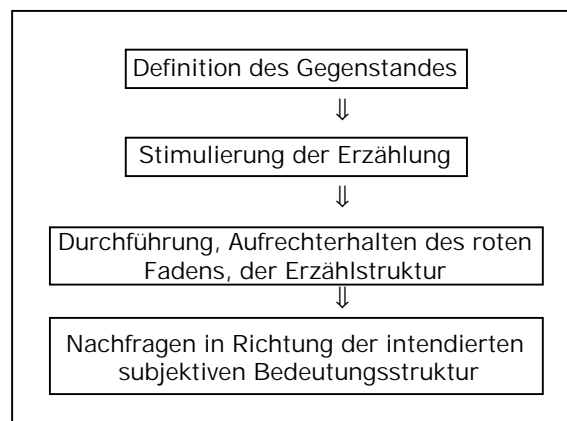 Definition des Gegenstandes
⇓
Stimulierung der Erzählung
⇓
Durchführung, Aufrechterhalten des roten
Fadens, der Erzählstruktur
⇓
Nachfragen in Richtung der intendierten
subjektiven Bedeutungsstruktur